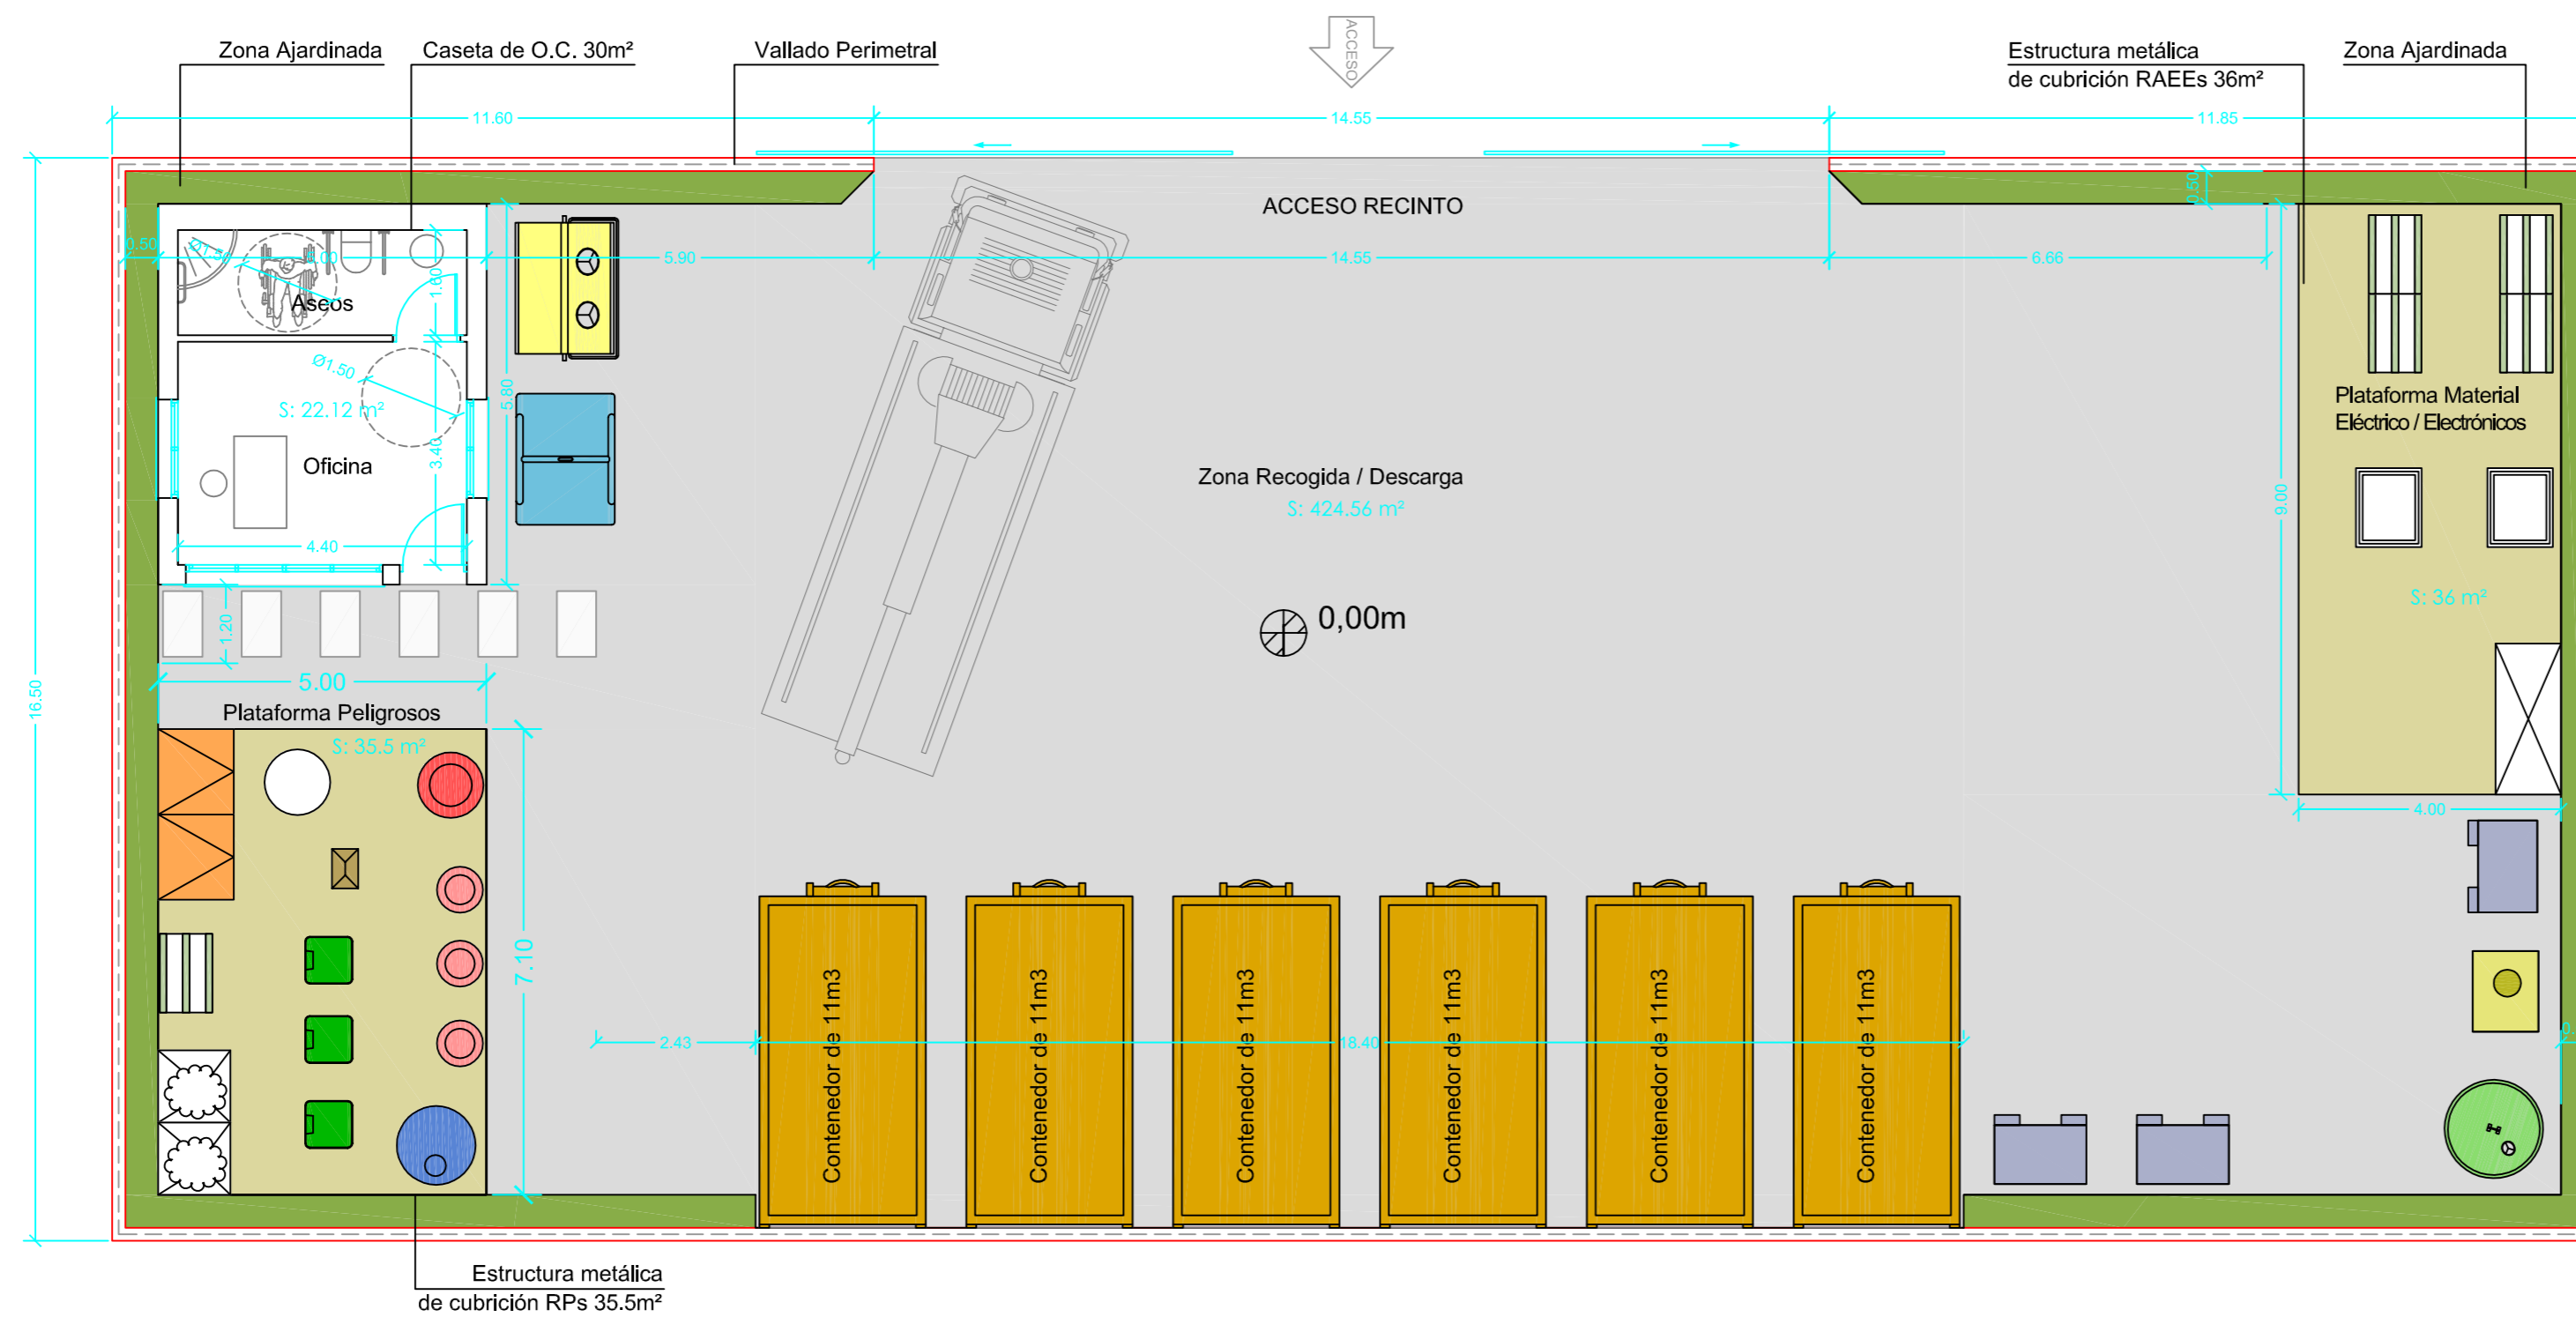 ACCESO
Zona Ajardinada
Caseta de O.C. 30m²
Vallado Perimetral
Estructura metálica
de cubrición RAEEs 36m²
Zona Ajardinada
11.60
14.55
11.85
ACCESO RECINTO
0.50
0.50
Ø1.50
5.90
14.55
6.66
1.60
Aseos
Ø1.50
5.80
S: 22.12 m²
3.40
Oficina
4.40
Plataforma Material
Eléctrico / Electrónicos
Zona Recogida / Descarga
S: 424.56 m²
9.00
S: 36 m²
0,00m
1.20
16.50
5.00
Plataforma Peligrosos
S: 35.5 m²
4.00
7.10
2.43
18.40
Contenedor de 11m3
Contenedor de 11m3
Contenedor de 11m3
Contenedor de 11m3
Contenedor de 11m3
Contenedor de 11m3
Estructura metálica
de cubrición RPs 35.5m²